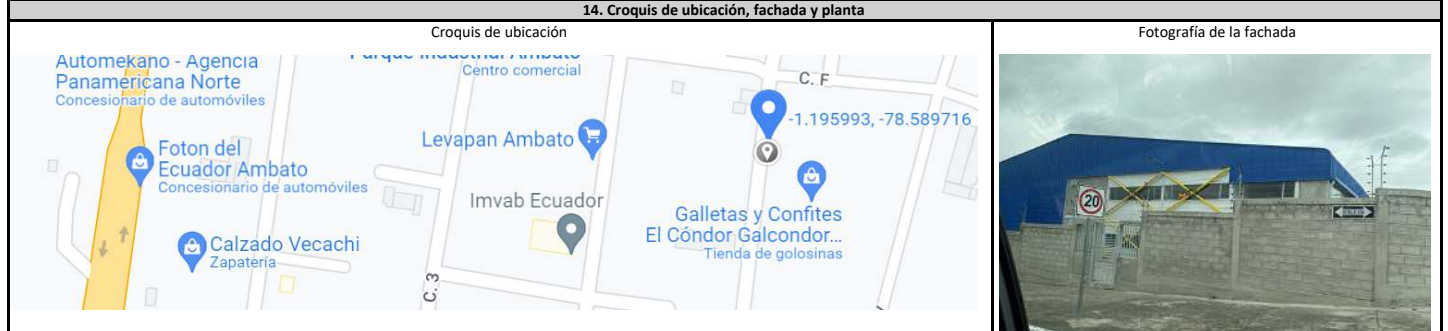 14. Croquis de ubicación, fachada y planta
Croquis de ubicación
Fotografía de la fachada
Automekano - Agencia
Panamericana Norte
Concesionario de automóviles
Parque Industrial Ambato
Centro comercial
C. F
-1.195993, -78.589716
Levapan Ambato
Foton del
Ecuador Ambato
Concesionario de automóviles
Imvab Ecuador
Galletas y Confites
El Cóndor Galcondor...
Tienda de golosinas
Calzado Vecachi
Zapatería
C. 3
20